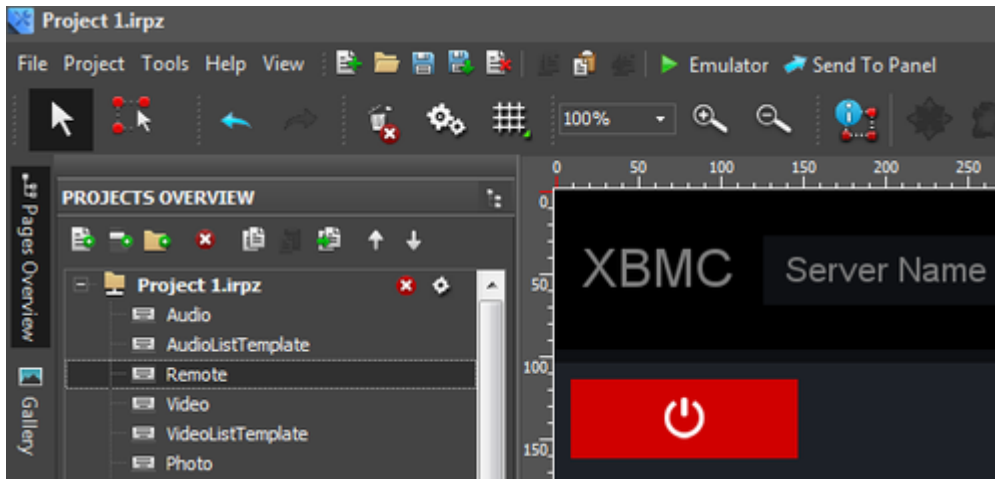 Project 1.irpz
File Project Tools Help View Emulator Send To Panel
100%
Pages Overview
Gallery
PROJECTS OVERVIEW
Project 1.irpz
Audio
AudioListTemplate
Remote
Video
VideoListTemplate
Photo
0 50 100 150 200 250
0
50
100
150
XBMC Server Name